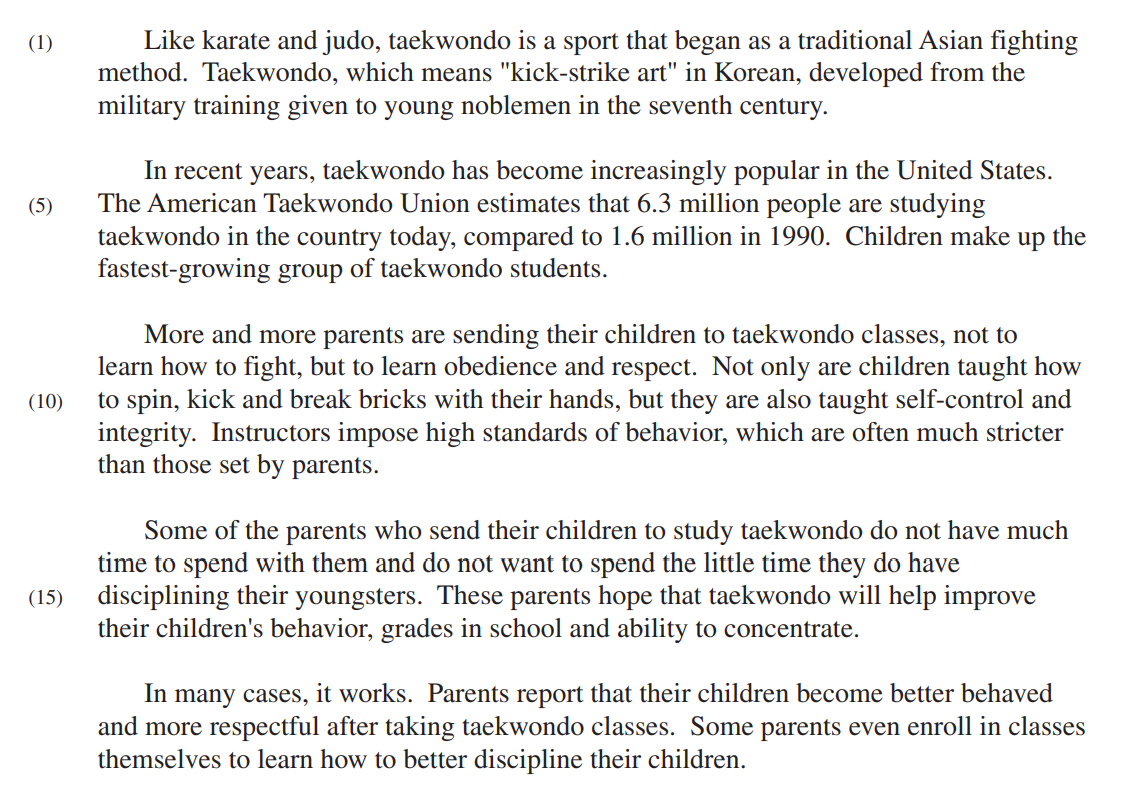 (1) Like karate and judo, taekwondo is a sport that began as a traditional Asian fighting
method. Taekwondo, which means "kick-strike art" in Korean, developed from the
military training given to young noblemen in the seventh century.
In recent years, taekwondo has become increasingly popular in the United States.
(5) The American Taekwondo Union estimates that 6.3 million people are studying
taekwondo in the country today, compared to 1.6 million in 1990. Children make up the
fastest-growing group of taekwondo students.
More and more parents are sending their children to taekwondo classes, not to
learn how to fight, but to learn obedience and respect. Not only are children taught how
(10) to spin, kick and break bricks with their hands, but they are also taught self-control and
integrity. Instructors impose high standards of behavior, which are often much stricter
than those set by parents.
Some of the parents who send their children to study taekwondo do not have much
time to spend with them and do not want to spend the little time they do have
(15) disciplining their youngsters. These parents hope that taekwondo will help improve
their children's behavior, grades in school and ability to concentrate.
In many cases, it works. Parents report that their children become better behaved
and more respectful after taking taekwondo classes. Some parents even enroll in classes
themselves to learn how to better discipline their children.